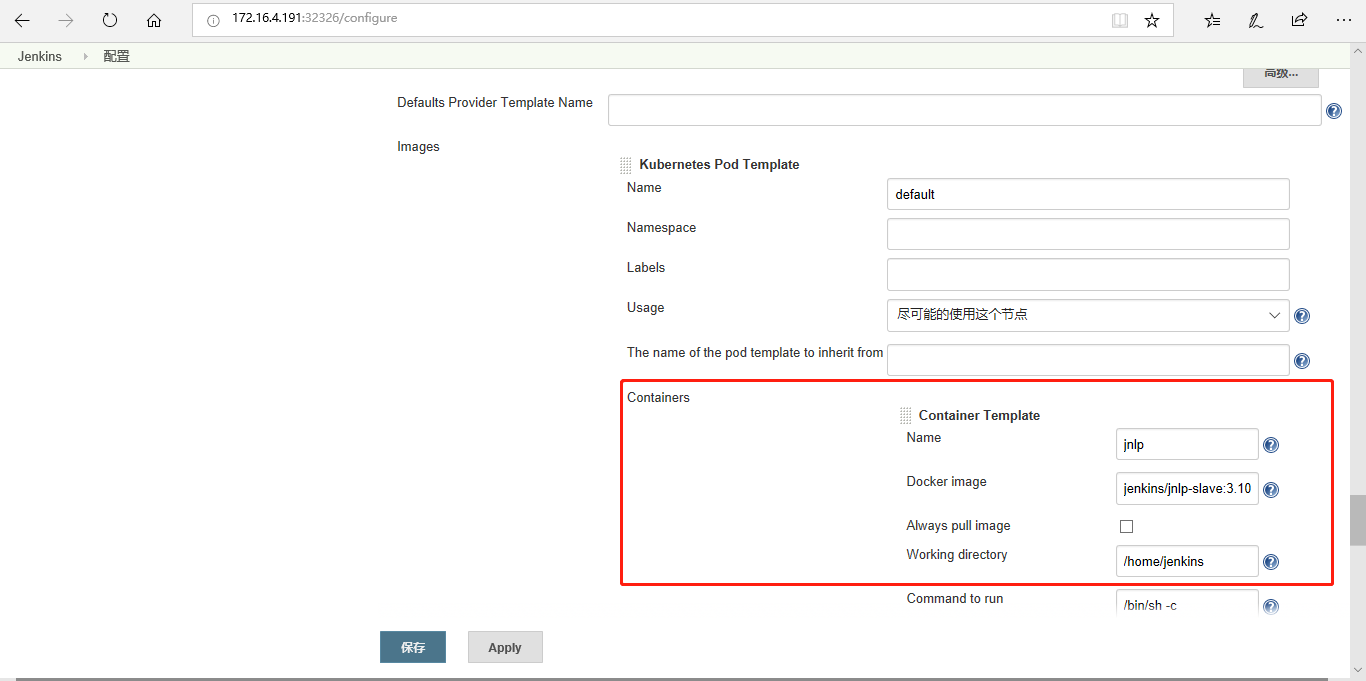 172.16.4.191:32326/configure
Jenkins 配置
高级...
Defaults Provider Template Name
Images
Kubernetes Pod Template
Name default
Namespace
Labels
Usage 尽可能的使用这个节点
The name of the pod template to inherit from
Containers
Container Template
Name jnlp
Docker image jenkins/jnlp-slave:3.10
Always pull image
Working directory /home/jenkins
Command to run /bin/sh -c
保存 Apply